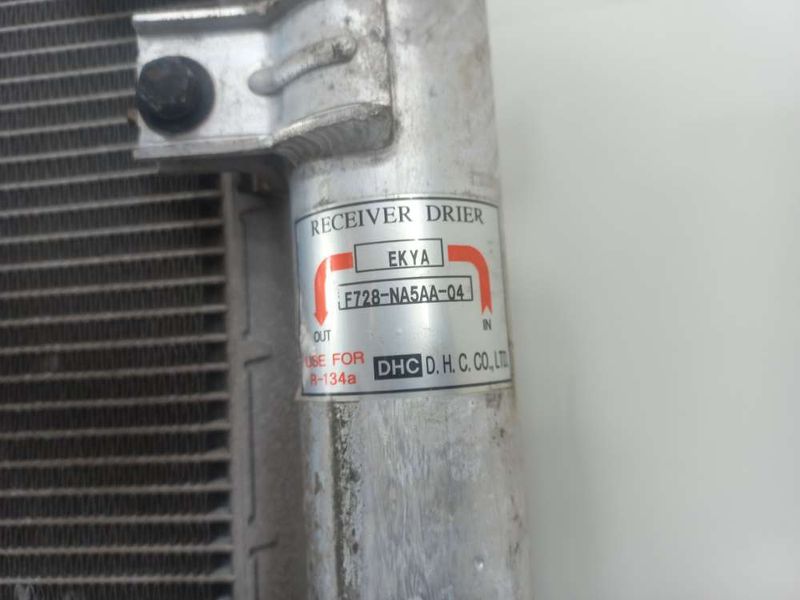 RECEIVER DRIER
EKYA
F728-NA5AA-04
OUT IN
USE FOR
R-134a
DHC D.H.C.CO.,LTD.